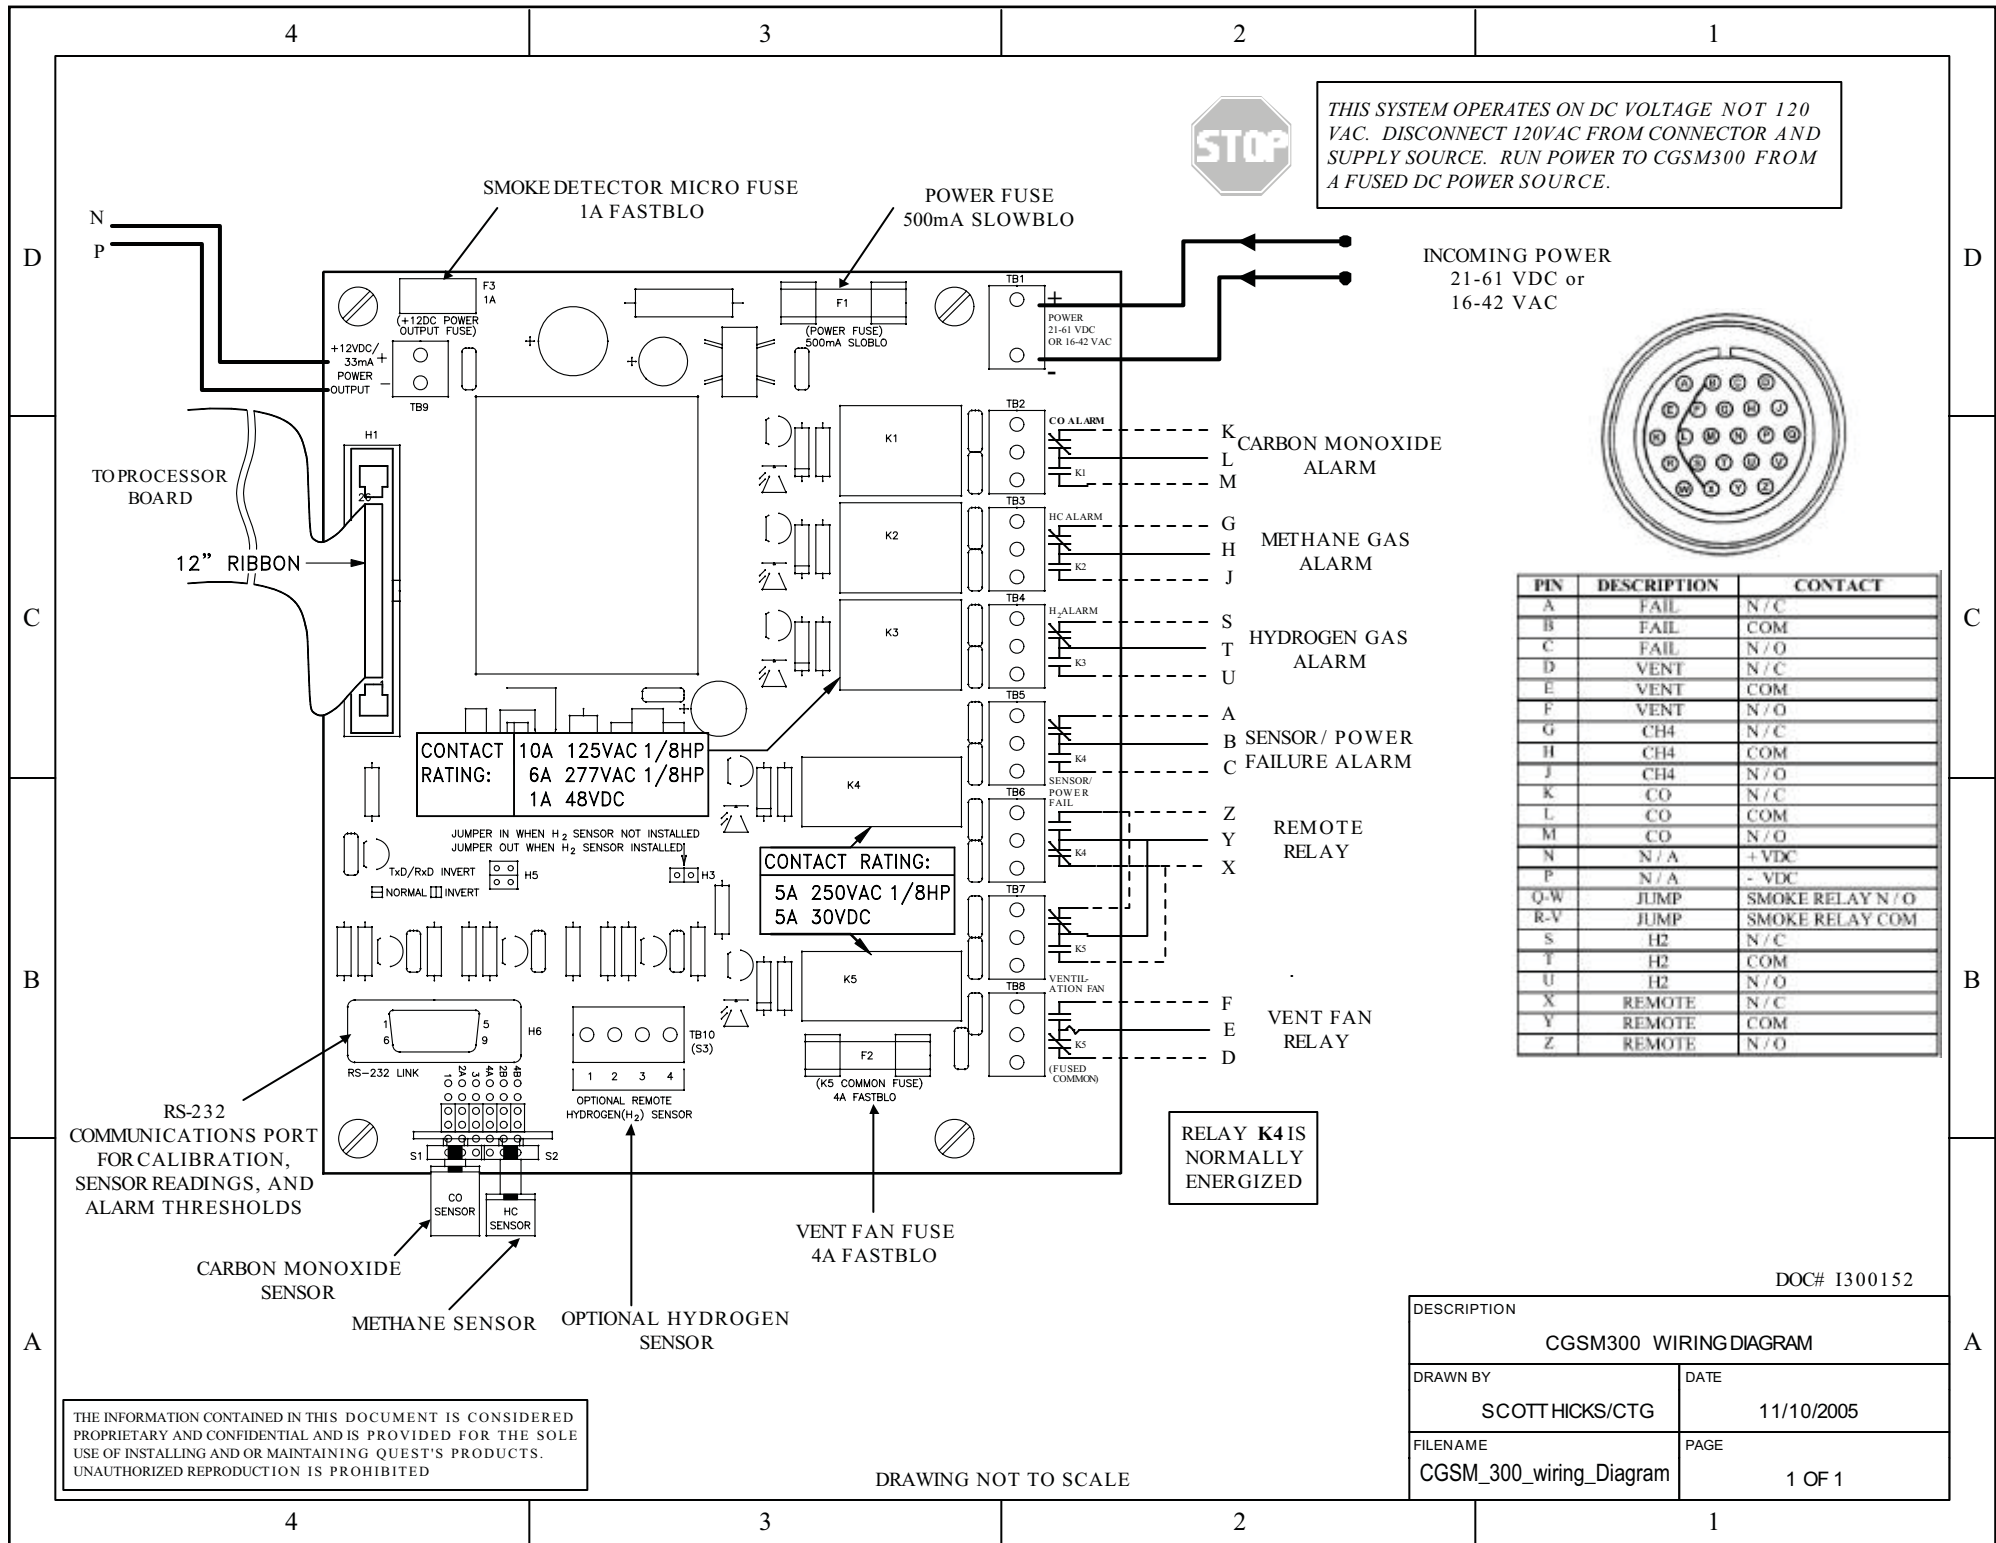 4
3
2
1
D
C
B
A
D
C
B
A
STOP
THIS SYSTEM OPERATES ON DC VOLTAGE NOT 120
VAC. DISCONNECT 120VAC FROM CONNECTOR AND
SUPPLY SOURCE. RUN POWER TO CGSM300 FROM
A FUSED DC POWER SOURCE.
SMOKE DETECTOR MICRO FUSE
1A FASTBLO
POWER FUSE
500mA SLOWBLO
N
P
INCOMING POWER
21-61 VDC or
16-42 VAC
F3
1A
(+12DC POWER
OUTPUT FUSE)
+12VDC/
33mA
POWER
OUTPUT
+
-
TB9
+
+
F1
(POWER FUSE)
500mA SLOBLO
TB1
+
POWER
21-61 VDC
OR 16-42 VAC
-
TO PROCESSOR
BOARD
H1
26
12” RIBBON
1
K1
K2
K3
TB2
CO ALARM
K1
K
L
M
CARBON MONOXIDE
ALARM
TB3
HC ALARM
K2
G
H
J
METHANE GAS
ALARM
TB4
H2 ALARM
K3
S
T
U
HYDROGEN GAS
ALARM
+
TB5
K4
SENSOR/
POWER
FAIL
A
B
C
SENSOR/ POWER
FAILURE ALARM
CONTACT RATING:
10A 125VAC 1/8HP
6A 277VAC 1/8HP
1A 48VDC
JUMPER IN WHEN H2 SENSOR NOT INSTALLED
JUMPER OUT WHEN H2 SENSOR INSTALLED
TxD/RxD INVERT
NORMAL INVERT
H5
H3
K4
CONTACT RATING:
5A 250VAC 1/8HP
5A 30VDC
K5
TB6
K4
Z
Y
X
REMOTE
RELAY
TB7
K5
VENTIL-
ATION FAN
TB8
K5
(FUSED
COMMON)
F
E
D
VENT FAN
RELAY
F2
(K5 COMMON FUSE)
4A FASTBLO
1
5
6
9
H6
RS-232 LINK
TB10
(S3)
1 2 3 4
OPTIONAL REMOTE
HYDROGEN(H2) SENSOR
1 2A 3 4A 2B 4B
S1
S2
CO
SENSOR
HC
SENSOR
RS-232
COMMUNICATIONS PORT
FOR CALIBRATION,
SENSOR READINGS, AND
ALARM THRESHOLDS
CARBON MONOXIDE
SENSOR
METHANE SENSOR
OPTIONAL HYDROGEN
SENSOR
VENT FAN FUSE
4A FASTBLO
RELAY K4 IS
NORMALLY
ENERGIZED
A B C D
E F G H J
K L M N P Q
R S T U V
W X Y Z
PIN DESCRIPTION CONTACT
A FAIL N / C
B FAIL COM
C FAIL N / O
D VENT N / C
E VENT COM
F VENT N / O
G CH4 N / C
H CH4 COM
J CH4 N / O
K CO N / C
L CO COM
M CO N / O
N N / A + VDC
P N / A - VDC
Q-W JUMP SMOKE RELAY N / O
R-V JUMP SMOKE RELAY COM
S H2 N / C
T H2 COM
U H2 N / O
X REMOTE N / C
Y REMOTE COM
Z REMOTE N / O
DOC# I300152
DESCRIPTION
CGSM300 WIRING DIAGRAM
DRAWN BY
SCOTT HICKS/CTG
DATE
11/10/2005
FILENAME
CGSM_300_wiring_Diagram
PAGE
1 OF 1
THE INFORMATION CONTAINED IN THIS DOCUMENT IS CONSIDERED
PROPRIETARY AND CONFIDENTIAL AND IS PROVIDED FOR THE SOLE
USE OF INSTALLING AND OR MAINTAINING QUEST'S PRODUCTS.
UNAUTHORIZED REPRODUCTION IS PROHIBITED
DRAWING NOT TO SCALE
4
3
2
1